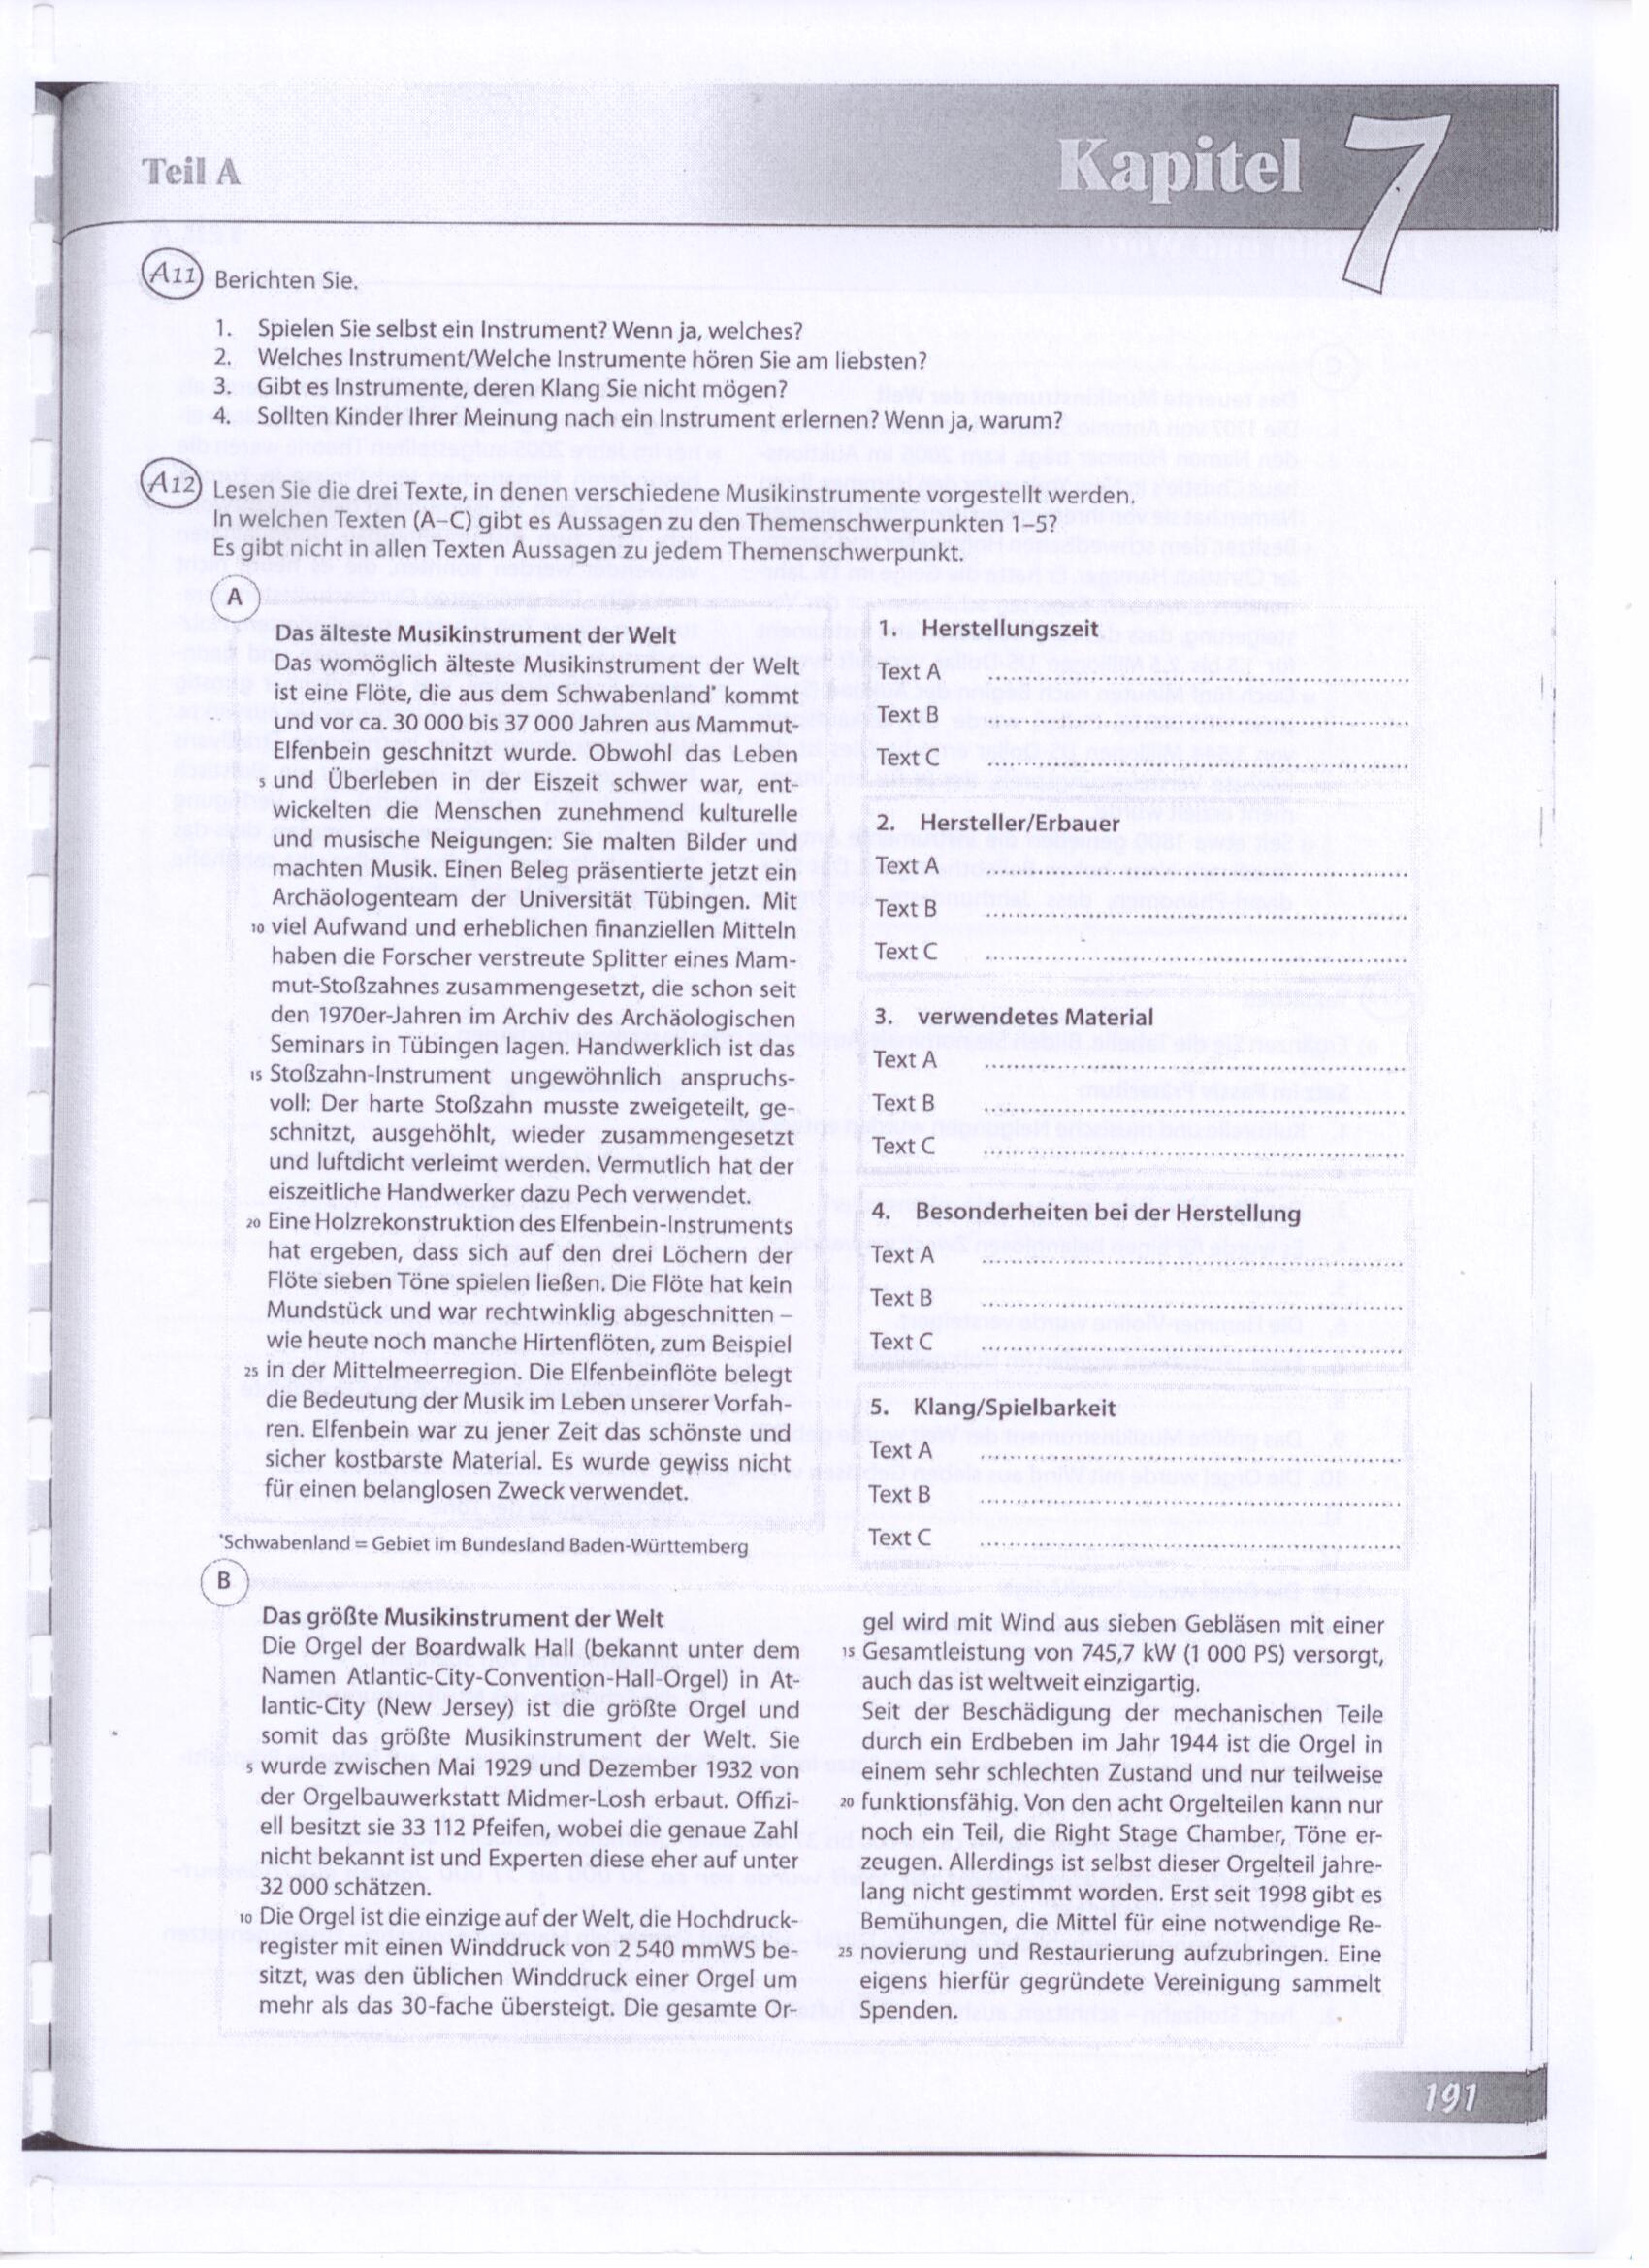 Teil A
Kapitel 7
A11 Berichten Sie.
1. Spielen Sie selbst ein Instrument? Wenn ja, welches?
2. Welches Instrument/Welche Instrumente hören Sie am liebsten?
3. Gibt es Instrumente, deren Klang Sie nicht mögen?
4. Sollten Kinder Ihrer Meinung nach ein Instrument erlernen? Wenn ja, warum?
A12 Lesen Sie die drei Texte, in denen verschiedene Musikinstrumente vorgestellt werden.
In welchen Texten (A–C) gibt es Aussagen zu den Themenschwerpunkten 1–5?
Es gibt nicht in allen Texten Aussagen zu jedem Themenschwerpunkt.
A
Das älteste Musikinstrument der Welt
Das womöglich älteste Musikinstrument der Welt
ist eine Flöte, die aus dem Schwabenland* kommt
und vor ca. 30 000 bis 37 000 Jahren aus Mammut-
Elfenbein geschnitzt wurde. Obwohl das Leben
5 und Überleben in der Eiszeit schwer war, ent-
wickelten die Menschen zunehmend kulturelle
und musische Neigungen: Sie malten Bilder und
machten Musik. Einen Beleg präsentierte jetzt ein
Archäologenteam der Universität Tübingen. Mit
10 viel Aufwand und erheblichen finanziellen Mitteln
haben die Forscher verstreute Splitter eines Mam-
mut-Stoßzahnes zusammengesetzt, die schon seit
den 1970er-Jahren im Archiv des Archäologischen
Seminars in Tübingen lagen. Handwerklich ist das
15 Stoßzahn-Instrument ungewöhnlich anspruchs-
voll: Der harte Stoßzahn musste zweigeteilt, ge-
schnitzt, ausgehöhlt, wieder zusammengesetzt
und luftdicht verleimt werden. Vermutlich hat der
eiszeitliche Handwerker dazu Pech verwendet.
20 Eine Holzrekonstruktion des Elfenbein-Instruments
hat ergeben, dass sich auf den drei Löchern der
Flöte sieben Töne spielen ließen. Die Flöte hat kein
Mundstück und war rechtwinklig abgeschnitten –
wie heute noch manche Hirtenflöten, zum Beispiel
25 in der Mittelmeerregion. Die Elfenbeinflöte belegt
die Bedeutung der Musik im Leben unserer Vorfah-
ren. Elfenbein war zu jener Zeit das schönste und
sicher kostbarste Material. Es wurde gewiss nicht
für einen belanglosen Zweck verwendet.
*Schwabenland = Gebiet im Bundesland Baden-Württemberg
1. Herstellungszeit
Text A
Text B
Text C
2. Hersteller/Erbauer
Text A
Text B
Text C
3. verwendetes Material
Text A
Text B
Text C
4. Besonderheiten bei der Herstellung
Text A
Text B
Text C
5. Klang/Spielbarkeit
Text A
Text B
Text C
B
Das größte Musikinstrument der Welt
Die Orgel der Boardwalk Hall (bekannt unter dem
Namen Atlantic-City-Convention-Hall-Orgel) in At-
lantic-City (New Jersey) ist die größte Orgel und
somit das größte Musikinstrument der Welt. Sie
5 wurde zwischen Mai 1929 und Dezember 1932 von
der Orgelbauwerkstatt Midmer-Losh erbaut. Offizi-
ell besitzt sie 33 112 Pfeifen, wobei die genaue Zahl
nicht bekannt ist und Experten diese eher auf unter
32 000 schätzen.
10 Die Orgel ist die einzige auf der Welt, die Hochdruck-
register mit einen Winddruck von 2 540 mmWS be-
sitzt, was den üblichen Winddruck einer Orgel um
mehr als das 30-fache übersteigt. Die gesamte Or-
gel wird mit Wind aus sieben Gebläsen mit einer
15 Gesamtleistung von 745,7 kW (1 000 PS) versorgt,
auch das ist weltweit einzigartig.
Seit der Beschädigung der mechanischen Teile
durch ein Erdbeben im Jahr 1944 ist die Orgel in
einem sehr schlechten Zustand und nur teilweise
20 funktionsfähig. Von den acht Orgelteilen kann nur
noch ein Teil, die Right Stage Chamber, Töne er-
zeugen. Allerdings ist selbst dieser Orgelteil jahre-
lang nicht gestimmt worden. Erst seit 1998 gibt es
Bemühungen, die Mittel für eine notwendige Re-
25 novierung und Restaurierung aufzubringen. Eine
eigens hierfür gegründete Vereinigung sammelt
Spenden.
191